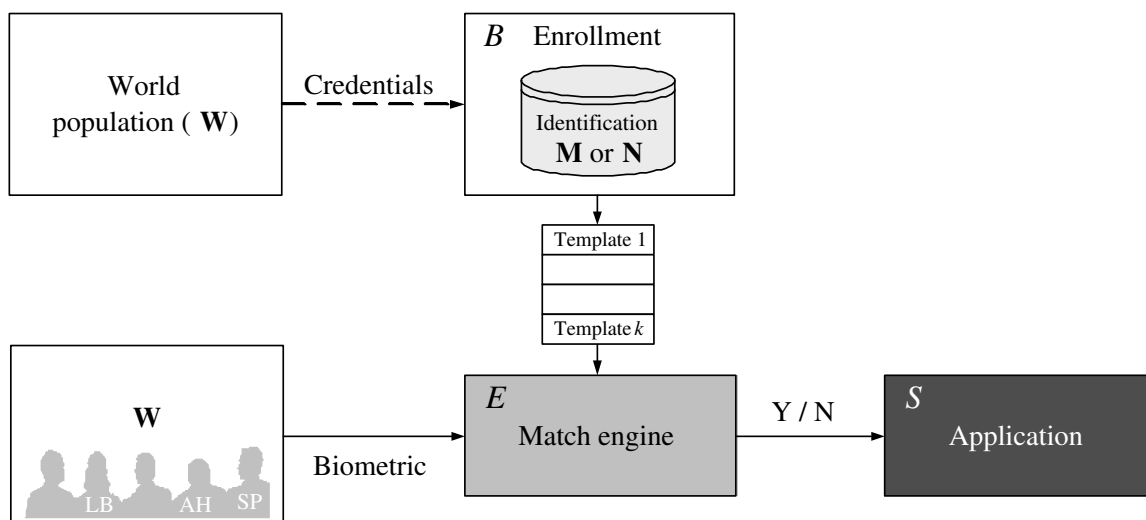 World
population ( W)
Credentials
B Enrollment
Identification
M or N
Template 1
Template k
W
LB AH SP
Biometric
E
Match engine
Y / N
S
Application